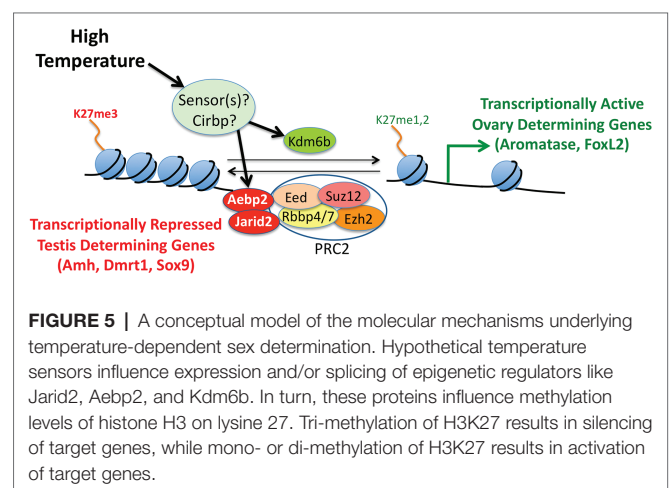 High
Temperature
Sensor(s)?
Cirbp?
K27me3
Kdm6b
K27me1,2
Transcriptionally Active
Ovary Determining Genes
(Aromatase, FoxL2)
Aebp2
Jarid2
Eed
Suz12
Rbbp4/7
Ezh2
PRC2
Transcriptionally Repressed
Testis Determining Genes
(Amh, Dmrt1, Sox9)
FIGURE 5 | A conceptual model of the molecular mechanisms underlying
temperature-dependent sex determination. Hypothetical temperature
sensors influence expression and/or splicing of epigenetic regulators like
Jarid2, Aebp2, and Kdm6b. In turn, these proteins influence methylation
levels of histone H3 on lysine 27. Tri-methylation of H3K27 results in silencing
of target genes, while mono- or di-methylation of H3K27 results in activation
of target genes.